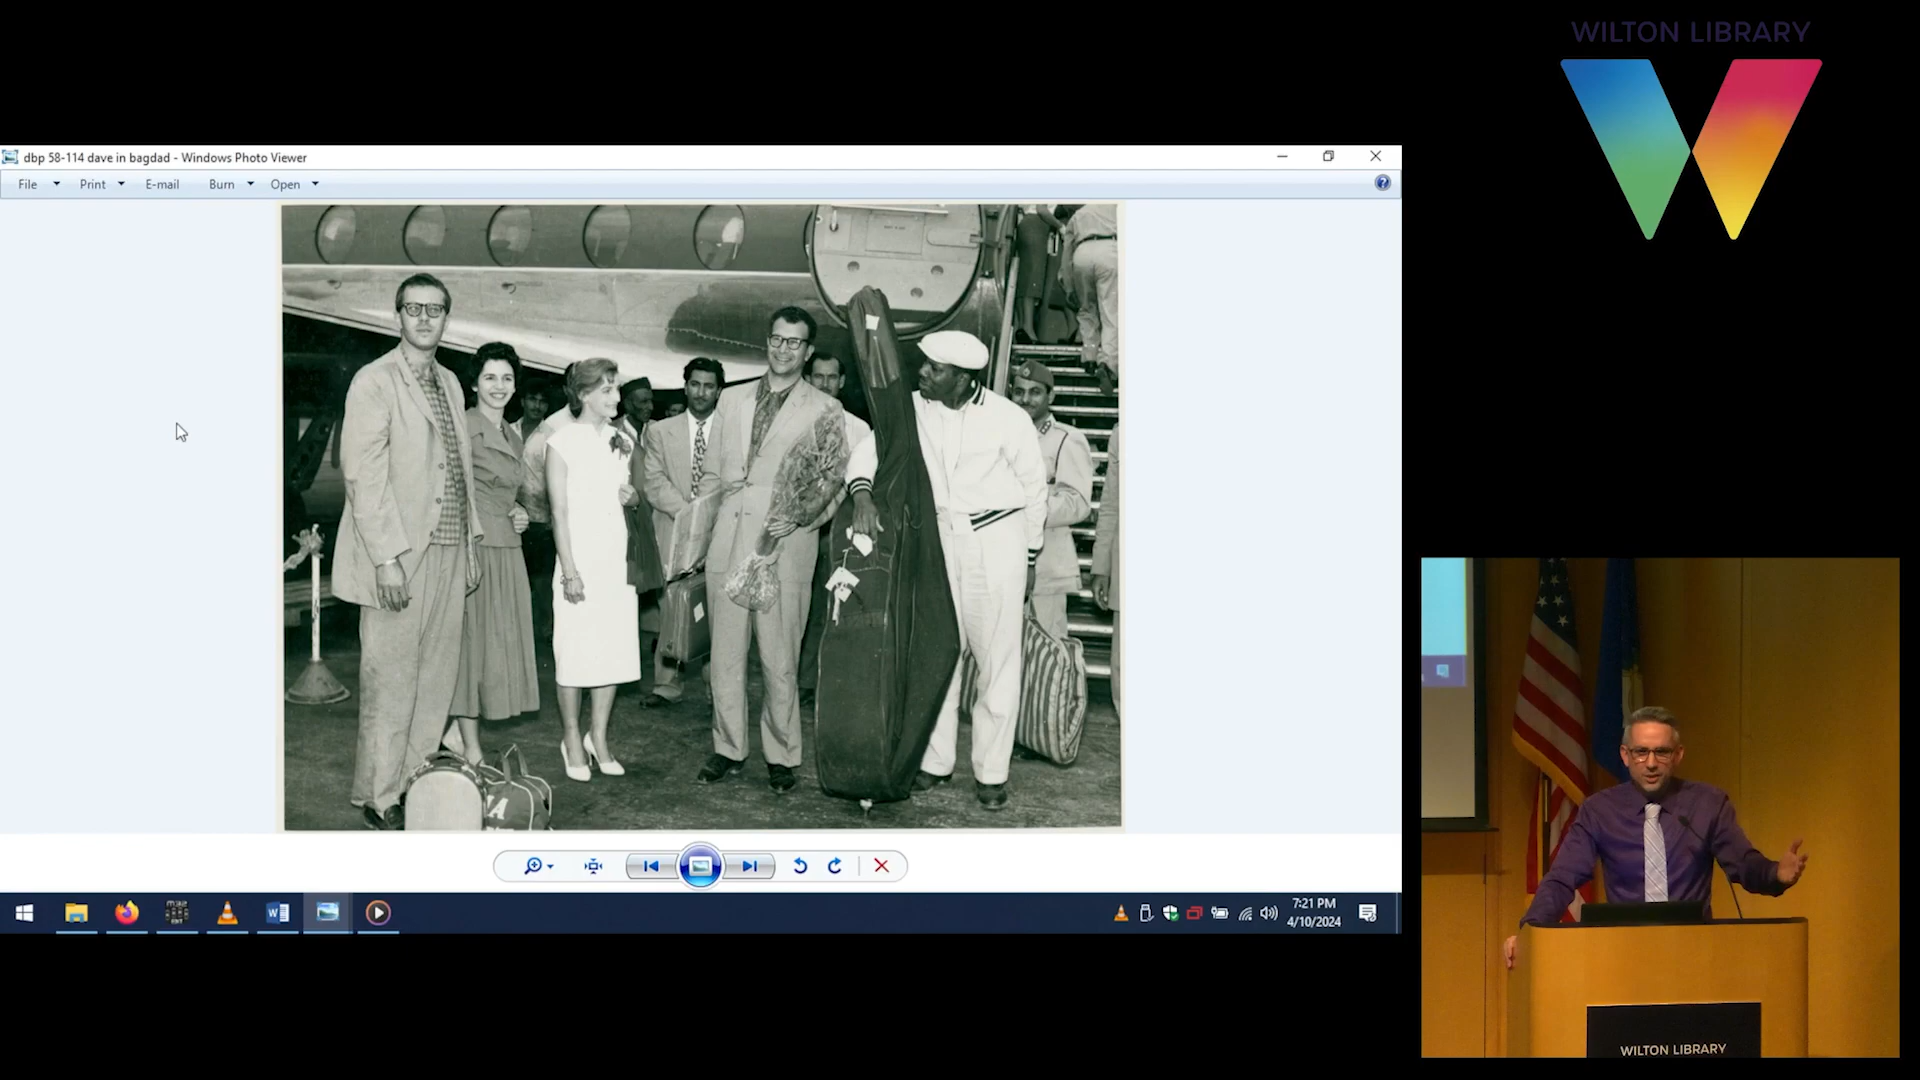 WILTON LIBRARY
dbp 58-114 dave in bagdad - Windows Photo Viewer
File Print E-mail Burn Open
7:21 PM
4/10/2024
WILTON LIBRARY